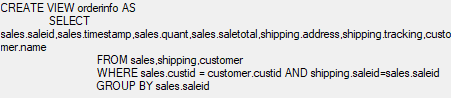 CREATE VIEW orderinfo AS
SELECT
sales.saleid,sales.timestamp,sales.quant,sales.saletotal,shipping.address,shipping.tracking,custo
mer.name
FROM sales,shipping,customer
WHERE sales.custid = customer.custid AND shipping.saleid=sales.saleid
GROUP BY sales.saleid